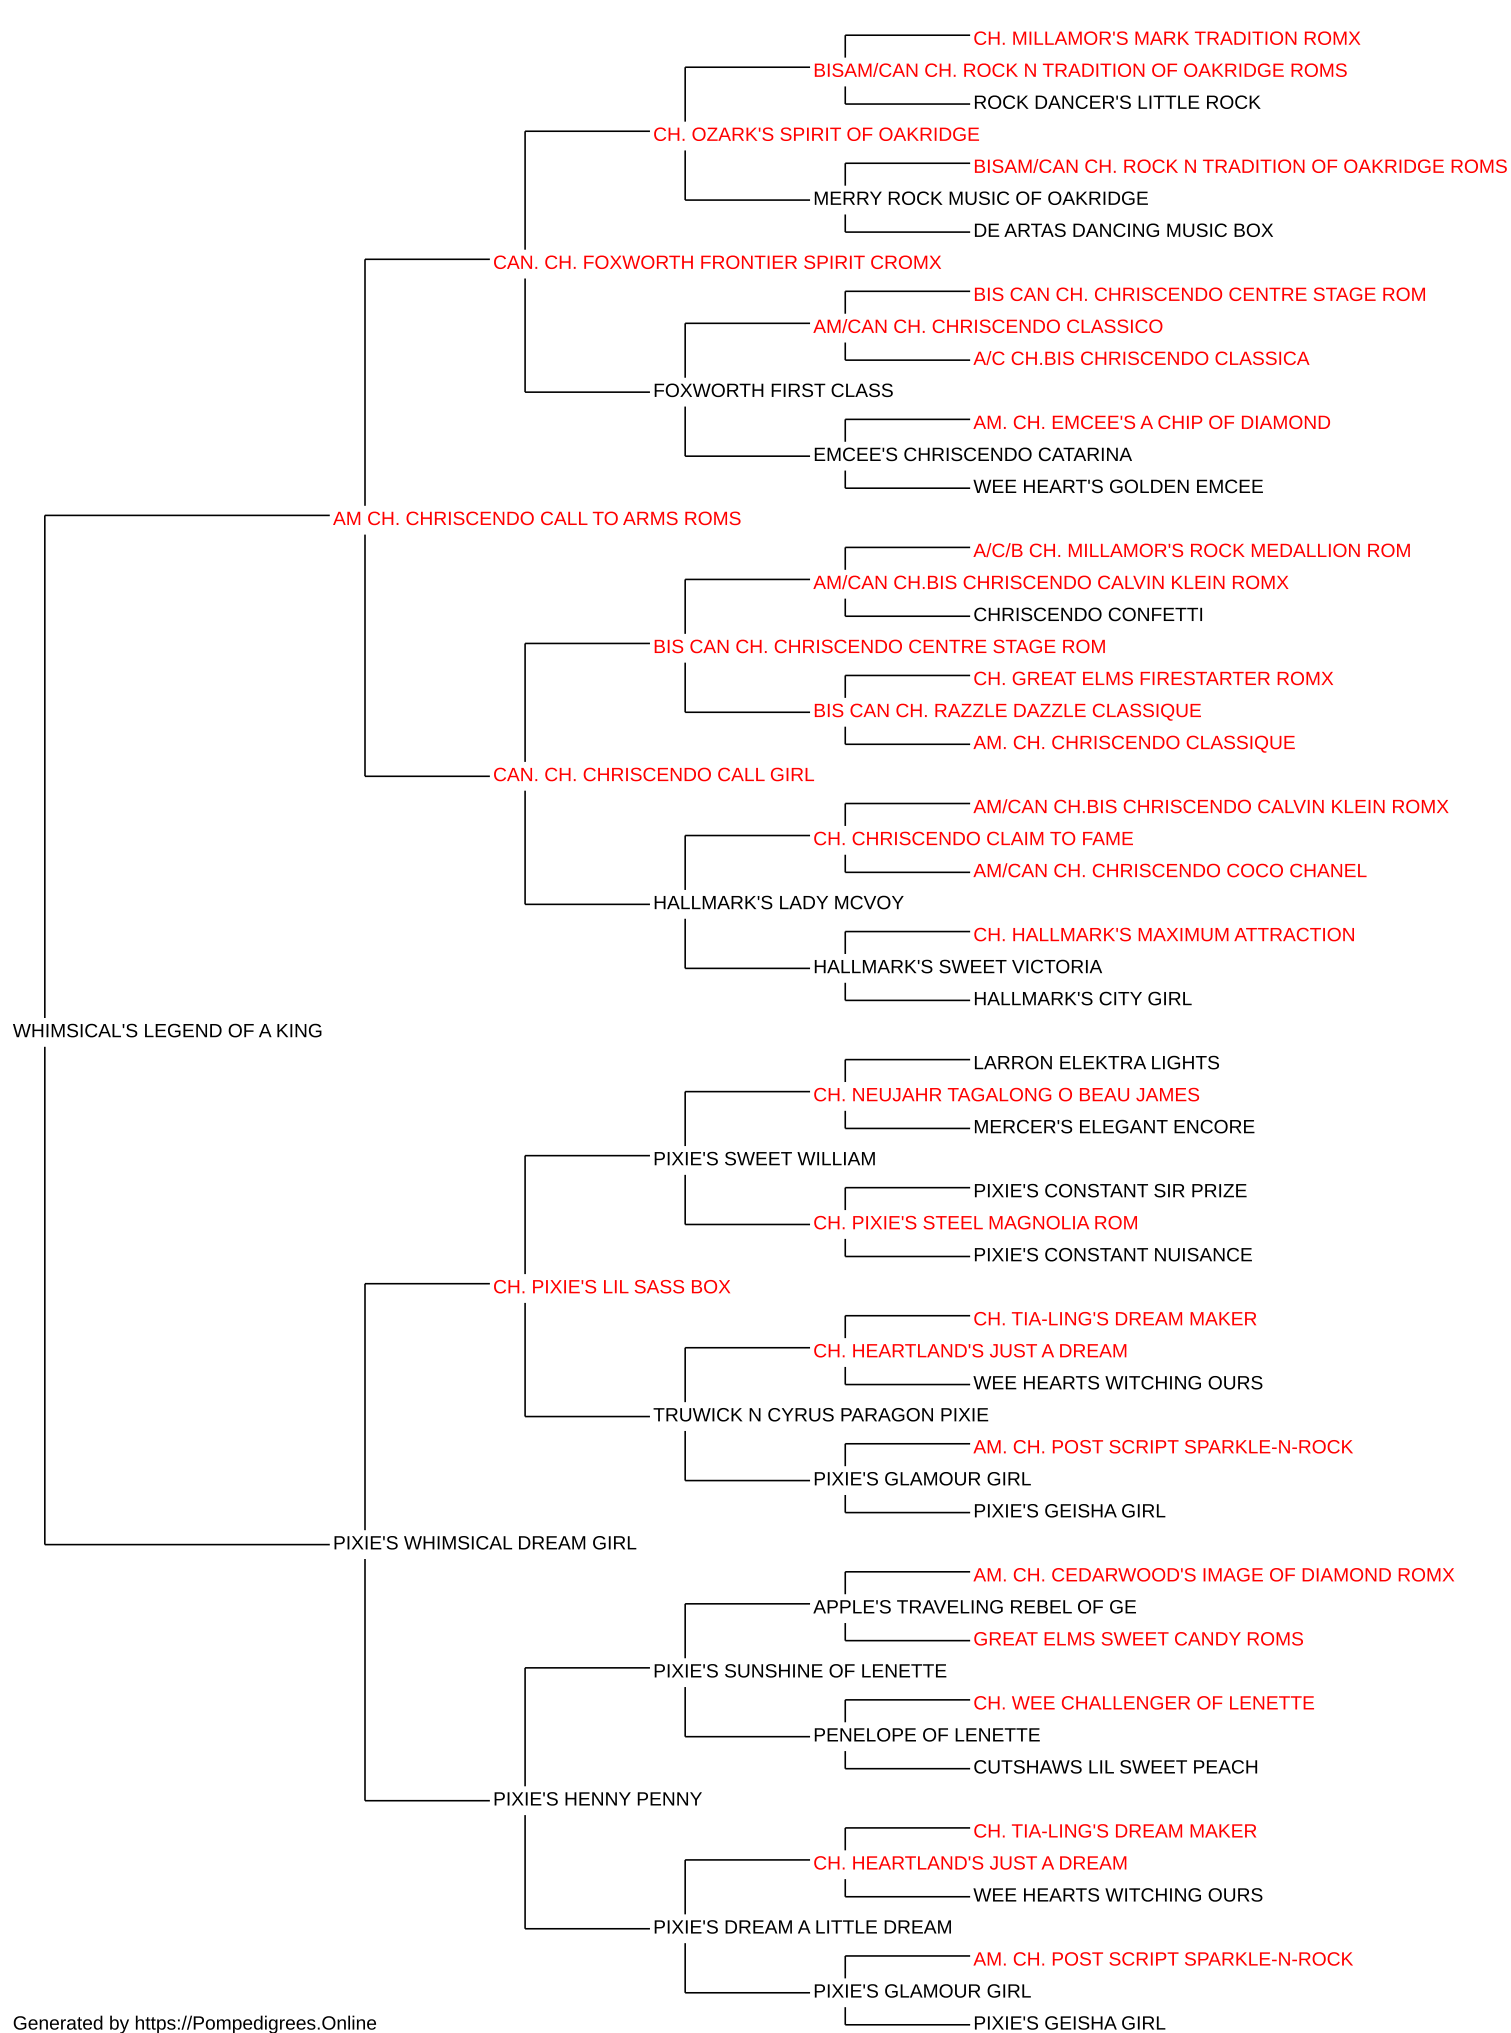 CH. MILLAMOR'S MARK TRADITION ROMX
BISAM/CAN CH. ROCK N TRADITION OF OAKRIDGE ROMS
ROCK DANCER'S LITTLE ROCK
CH. OZARK'S SPIRIT OF OAKRIDGE
BISAM/CAN CH. ROCK N TRADITION OF OAKRIDGE ROMS
MERRY ROCK MUSIC OF OAKRIDGE
DE ARTAS DANCING MUSIC BOX
CAN. CH. FOXWORTH FRONTIER SPIRIT CROMX
BIS CAN CH. CHRISCENDO CENTRE STAGE ROM
AM/CAN CH. CHRISCENDO CLASSICO
A/C CH.BIS CHRISCENDO CLASSICA
FOXWORTH FIRST CLASS
AM. CH. EMCEE'S A CHIP OF DIAMOND
EMCEE'S CHRISCENDO CATARINA
WEE HEART'S GOLDEN EMCEE
AM CH. CHRISCENDO CALL TO ARMS ROMS
A/C/B CH. MILLAMOR'S ROCK MEDALLION ROM
AM/CAN CH.BIS CHRISCENDO CALVIN KLEIN ROMX
CHRISCENDO CONFETTI
BIS CAN CH. CHRISCENDO CENTRE STAGE ROM
CH. GREAT ELMS FIRESTARTER ROMX
BIS CAN CH. RAZZLE DAZZLE CLASSIQUE
AM. CH. CHRISCENDO CLASSIQUE
CAN. CH. CHRISCENDO CALL GIRL
AM/CAN CH.BIS CHRISCENDO CALVIN KLEIN ROMX
CH. CHRISCENDO CLAIM TO FAME
AM/CAN CH. CHRISCENDO COCO CHANEL
HALLMARK'S LADY MCVOY
CH. HALLMARK'S MAXIMUM ATTRACTION
HALLMARK'S SWEET VICTORIA
HALLMARK'S CITY GIRL
WHIMSICAL'S LEGEND OF A KING
LARRON ELEKTRA LIGHTS
CH. NEUJAHR TAGALONG O BEAU JAMES
MERCER'S ELEGANT ENCORE
PIXIE'S SWEET WILLIAM
PIXIE'S CONSTANT SIR PRIZE
CH. PIXIE'S STEEL MAGNOLIA ROM
PIXIE'S CONSTANT NUISANCE
CH. PIXIE'S LIL SASS BOX
CH. TIA-LING'S DREAM MAKER
CH. HEARTLAND'S JUST A DREAM
WEE HEARTS WITCHING OURS
TRUWICK N CYRUS PARAGON PIXIE
AM. CH. POST SCRIPT SPARKLE-N-ROCK
PIXIE'S GLAMOUR GIRL
PIXIE'S GEISHA GIRL
PIXIE'S WHIMSICAL DREAM GIRL
AM. CH. CEDARWOOD'S IMAGE OF DIAMOND ROMX
APPLE'S TRAVELING REBEL OF GE
GREAT ELMS SWEET CANDY ROMS
PIXIE'S SUNSHINE OF LENETTE
CH. WEE CHALLENGER OF LENETTE
PENELOPE OF LENETTE
CUTSHAWS LIL SWEET PEACH
PIXIE'S HENNY PENNY
CH. TIA-LING'S DREAM MAKER
CH. HEARTLAND'S JUST A DREAM
WEE HEARTS WITCHING OURS
PIXIE'S DREAM A LITTLE DREAM
AM. CH. POST SCRIPT SPARKLE-N-ROCK
PIXIE'S GLAMOUR GIRL
PIXIE'S GEISHA GIRL
Generated by https://Pompedigrees.Online